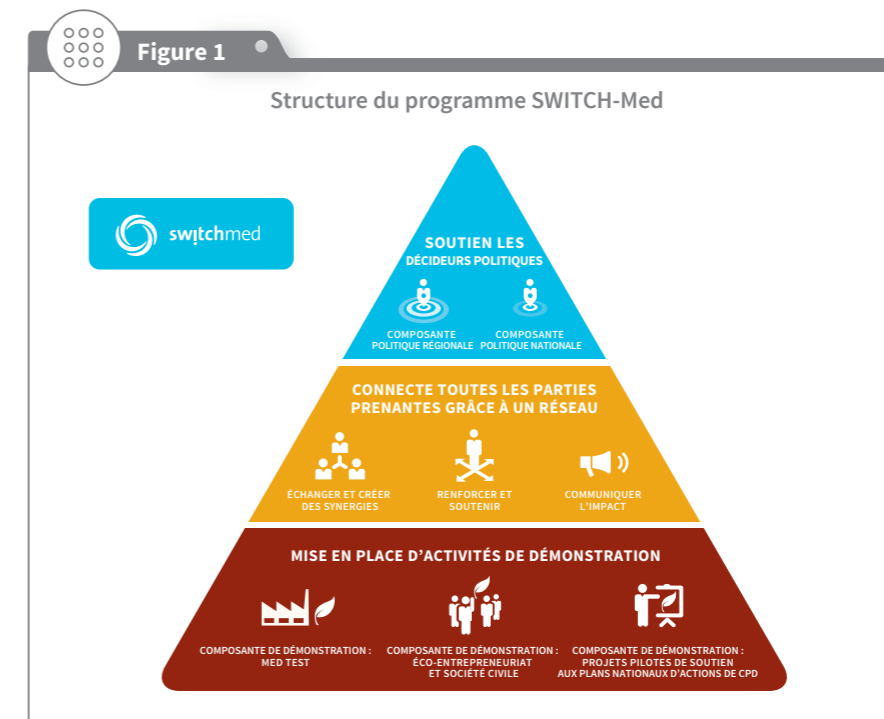 Figure 1
Structure du programme SWITCH-Med
switchmed
SOUTIEN LES
DÉCIDEURS POLITIQUES
COMPOSANTE
POLITIQUE RÉGIONALE
COMPOSANTE
POLITIQUE NATIONALE
CONNECTE TOUTES LES PARTIES
PRENANTES GRÂCE À UN RÉSEAU
ÉCHANGER ET CRÉER
DES SYNERGIES
RENFORCER ET
SOUTENIR
COMMUNIQUER
L'IMPACT
MISE EN PLACE D'ACTIVITÉS DE DÉMONSTRATION
COMPOSANTE DE DÉMONSTRATION :
MED TEST
COMPOSANTE DE DÉMONSTRATION :
ÉCO-ENTREPRENEURIAT
ET SOCIÉTÉ CIVILE
COMPOSANTE DE DÉMONSTRATION :
PROJETS PILOTES DE SOUTIEN
AUX PLANS NATIONAUX D'ACTIONS DE CPD